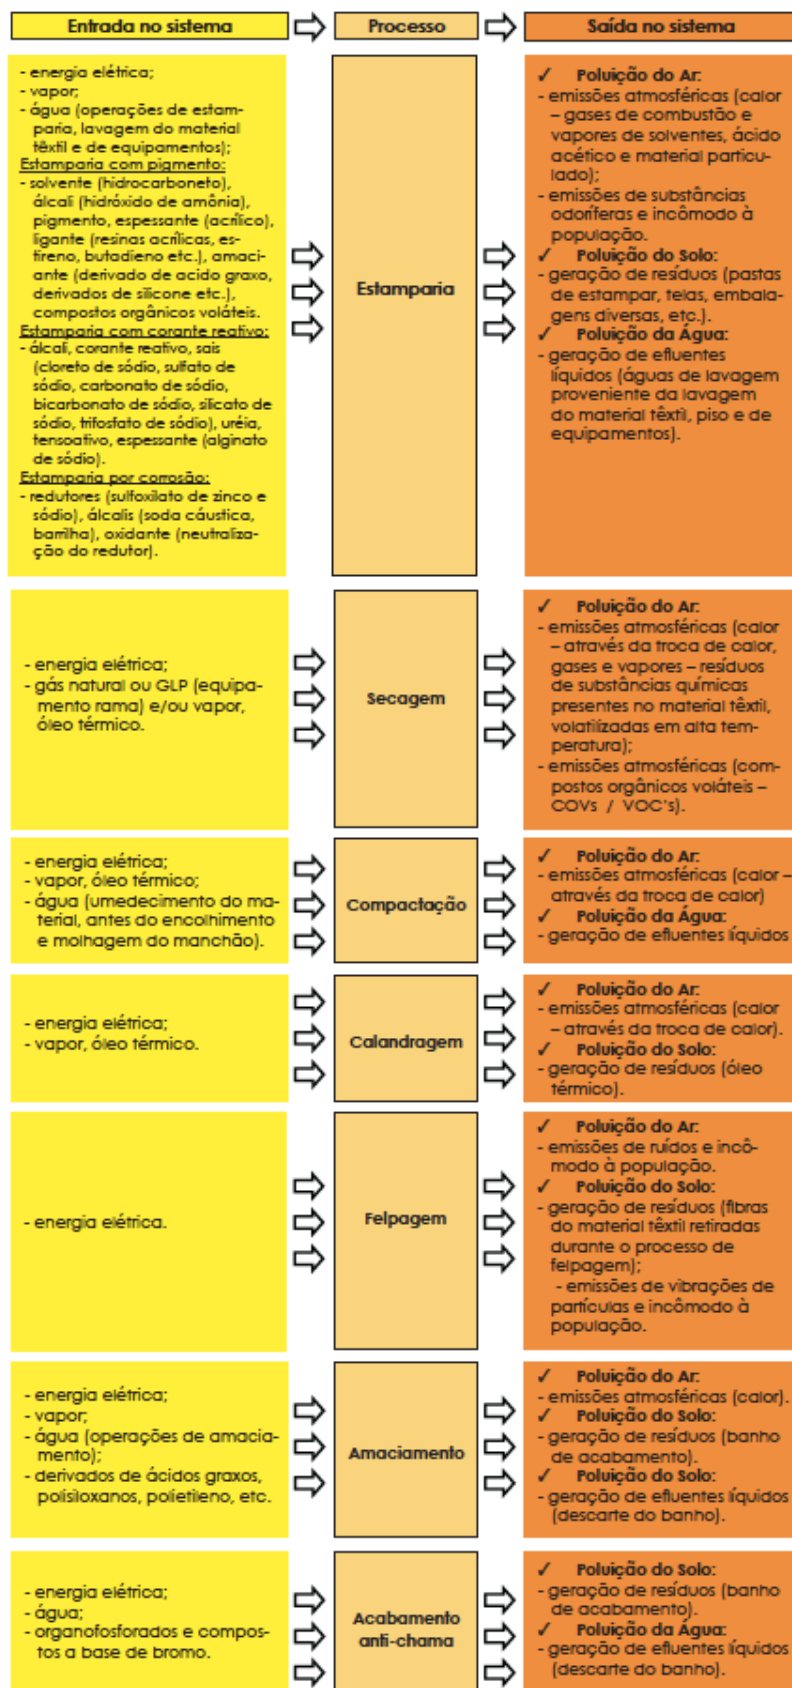 Entrada no sistema
Processo
Saída no sistema
- energia elétrica;
- vapor;
- água (operações de estam-
paria, lavagem do material
têxtil e de equipamentos);
Estamparia com pigmento:
- solvente (hidrocarboneto),
álcali (hidróxido de amônia),
pigmento, espessante (acrílico),
ligante (resinas acrílicas, es-
tireno, butadieno etc.), amaci-
ante (derivado de acido graxo,
derivados de silicone etc.),
compostos orgânicos voláteis.
Estamparia com corante reativo:
- álcali, corante reativo, sais
(cloreto de sódio, sulfato de
sódio, carbonato de sódio,
bicarbonato de sódio, silicato de
sódio, trifosfato de sódio), uréia,
tensoativo, espessante (alginato
de sódio).
Estamparia por corrosão:
- redutores (sulfoxilato de zinco e
sódio), álcalis (soda cáustica,
barrilha), oxidante (neutraliza-
ção do redutor).
Estamparia
✓ Poluição do Ar:
- emissões atmosféricas (calor
– gases de combustão e
vapores de solventes, ácido
acético e material particu-
lado);
- emissões de substâncias
odoríferas e incômodo à
população.
✓ Poluição do Solo:
- geração de resíduos (pastas
de estampar, telas, embala-
gens diversas, etc.).
✓ Poluição da Água:
- geração de efluentes
líquidos (águas de lavagem
proveniente da lavagem
do material têxtil, piso e de
equipamentos).
- energia elétrica;
- gás natural ou GLP (equipa-
mento rama) e/ou vapor,
óleo térmico.
Secagem
✓ Poluição do Ar:
- emissões atmosféricas (calor
– através da troca de calor,
gases e vapores – resíduos
de substâncias químicas
presentes no material têxtil,
volatilizadas em alta tem-
peratura);
- emissões atmosféricas (com-
postos orgânicos voláteis –
COVs / VOC's).
- energia elétrica;
- vapor, óleo térmico;
- água (umedecimento do ma-
terial, antes do encolhimento
e molhagem do manchão).
Compactação
✓ Poluição do Ar:
- emissões atmosféricas (calor –
através da troca de calor)
✓ Poluição da Água:
- geração de efluentes líquidos
- energia elétrica;
- vapor, óleo térmico.
Calandragem
✓ Poluição do Ar:
- emissões atmosféricas (calor
– através da troca de calor).
✓ Poluição do Solo:
- geração de resíduos (óleo
térmico).
- energia elétrica.
Felpagem
✓ Poluição do Ar:
- emissões de ruídos e incô-
modo à população.
✓ Poluição do Solo:
- geração de resíduos (fibras
do material têxtil retiradas
durante o processo de
felpagem);
- emissões de vibrações de
partículas e incômodo à
população.
- energia elétrica;
- vapor;
- água (operações de amacia-
mento);
- derivados de ácidos graxos,
polisiloxanos, polietileno, etc.
Amaciamento
✓ Poluição do Ar:
- emissões atmosféricas (calor).
✓ Poluição do Solo:
- geração de resíduos (banho
de acabamento).
✓ Poluição do Solo:
- geração de efluentes líquidos
(descarte do banho).
- energia elétrica;
- água;
- organofosforados e compos-
tos a base de bromo.
Acabamento
anti-chama
✓ Poluição do Solo:
- geração de resíduos (banho
de acabamento).
✓ Poluição da Água:
- geração de efluentes líquidos
(descarte do banho).